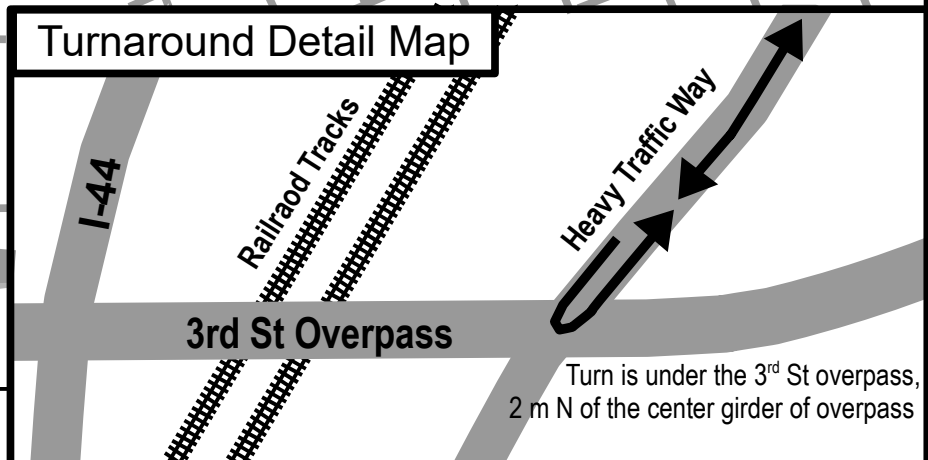 Turnaround Detail Map
I-44
Railraod Tracks
Heavy Traffic Way
3rd St Overpass
Turn is under the 3rd St overpass,
2 m N of the center girder of overpass